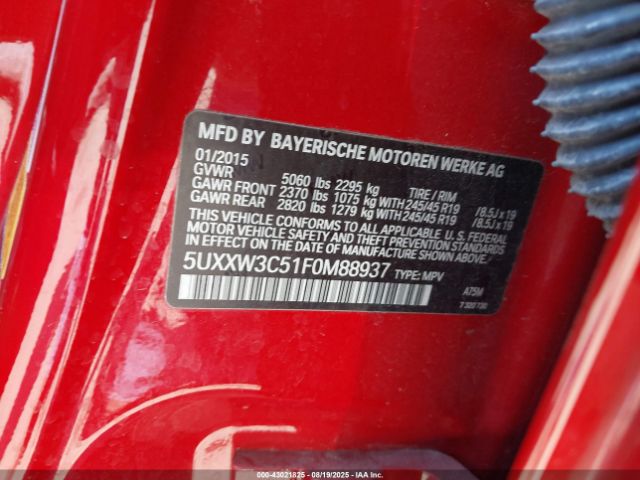 MFD BY BAYERISCHE MOTOREN WERKE AG
01/2015
GVWR 5060 lbs 2295 kg TIRE / RIM
GAWR FRONT 2370 lbs 1075 kg WITH 245/45 R19 / 8.5J x 19
GAWR REAR 2820 lbs 1279 kg WITH 245/45 R19 / 8.5J x 19
THIS VEHICLE CONFORMS TO ALL APPLICABLE U.S. FEDERAL
MOTOR VEHICLE SAFETY AND THEFT PREVENTION
STANDARDS IN EFFECT ON THE DATE OF MANUFACTURE SHOWN ABOVE.
5UXXW3C51F0M88937 TYPE: MPV
A75M
7 320 730
000-43021825 - 08/19/2025 - IAA INC.